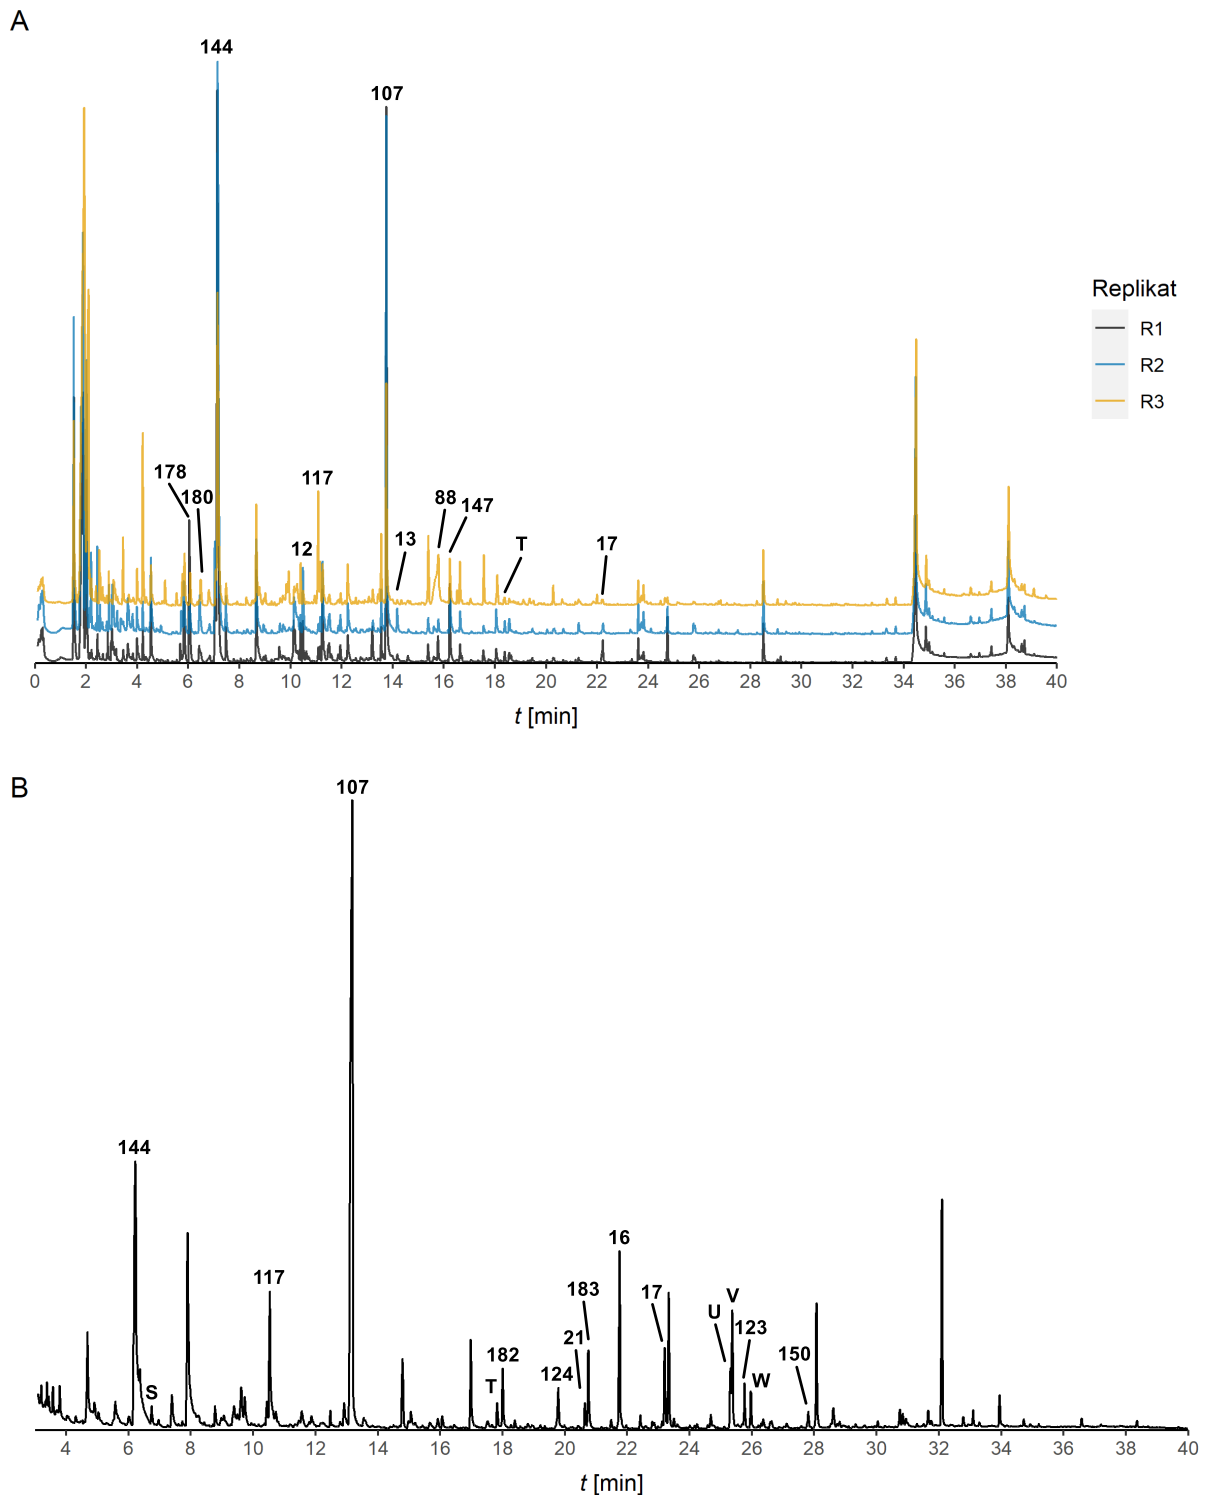 A
144
107
178
180
117
12
13
88
147
T
17
Replikat
R1
R2
R3
0 2 4 6 8 10 12 14 16 18 20 22 24 26 28 30 32 34 36 38 40
t [min]
B
107
144
117
S
T
182
124
21
183
16
17
U
V
123
W
150
4 6 8 10 12 14 16 18 20 22 24 26 28 30 32 34 36 38 40
t [min]